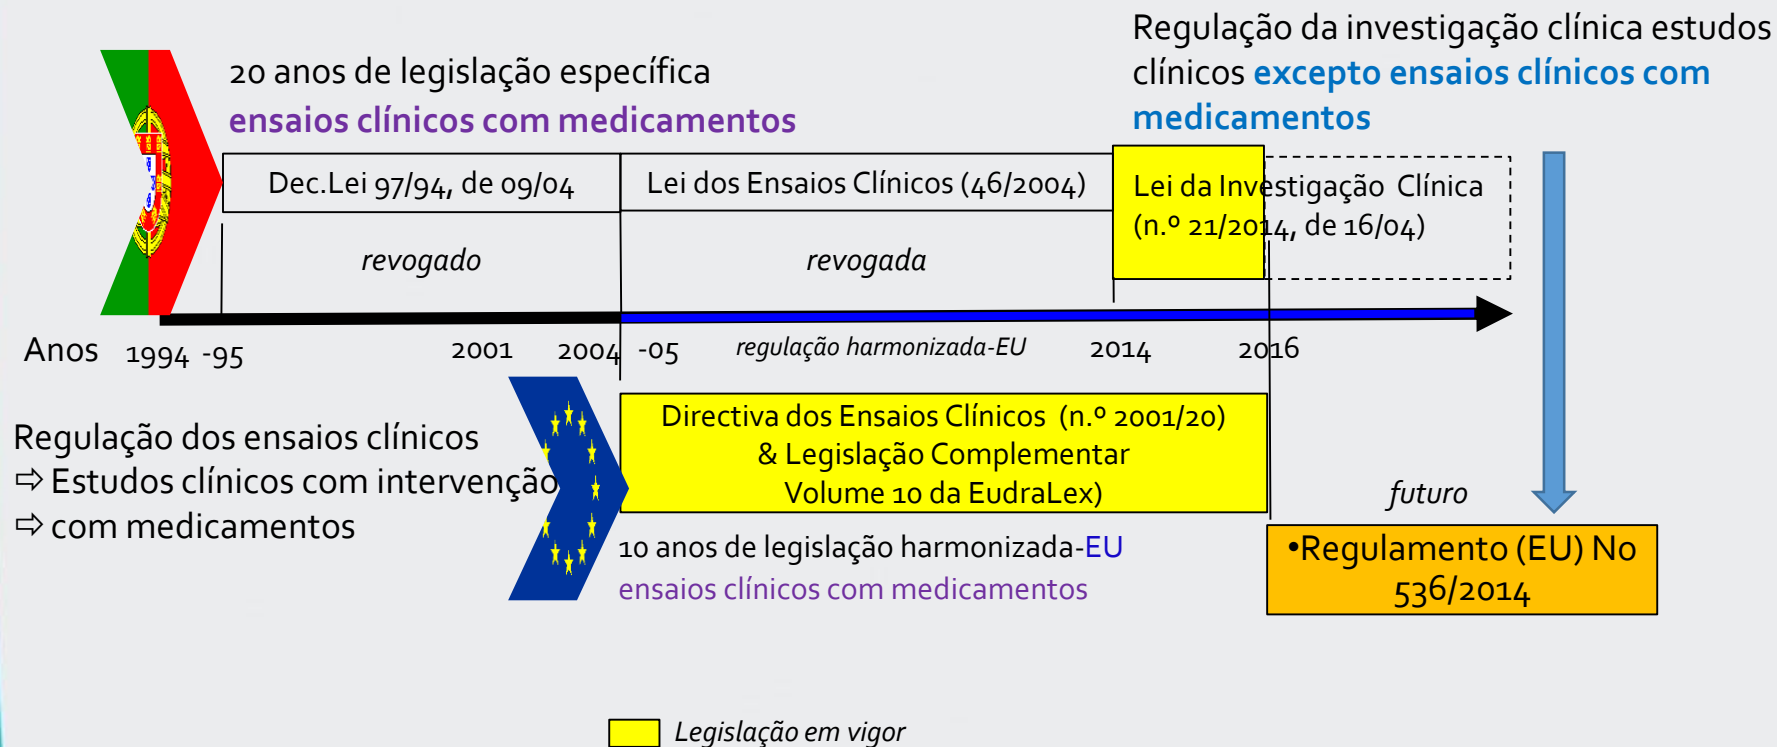 Regulação da investigação clínica estudos
clínicos excepto ensaios clínicos com
medicamentos
20 anos de legislação específica
ensaios clínicos com medicamentos
Dec.Lei 97/94, de 09/04
Lei dos Ensaios Clínicos (46/2004)
Lei da Investigação Clínica
(n.º 21/2014, de 16/04)
revogado
revogada
Anos 1994 -95 2001 2004 -05 regulação harmonizada-EU 2014 2016
Regulação dos ensaios clínicos
⇨ Estudos clínicos com intervenção
⇨ com medicamentos
Directiva dos Ensaios Clínicos (n.º 2001/20)
& Legislação Complementar
Volume 10 da EudraLex)
10 anos de legislação harmonizada-EU
ensaios clínicos com medicamentos
futuro
•Regulamento (EU) No
536/2014
Legislação em vigor